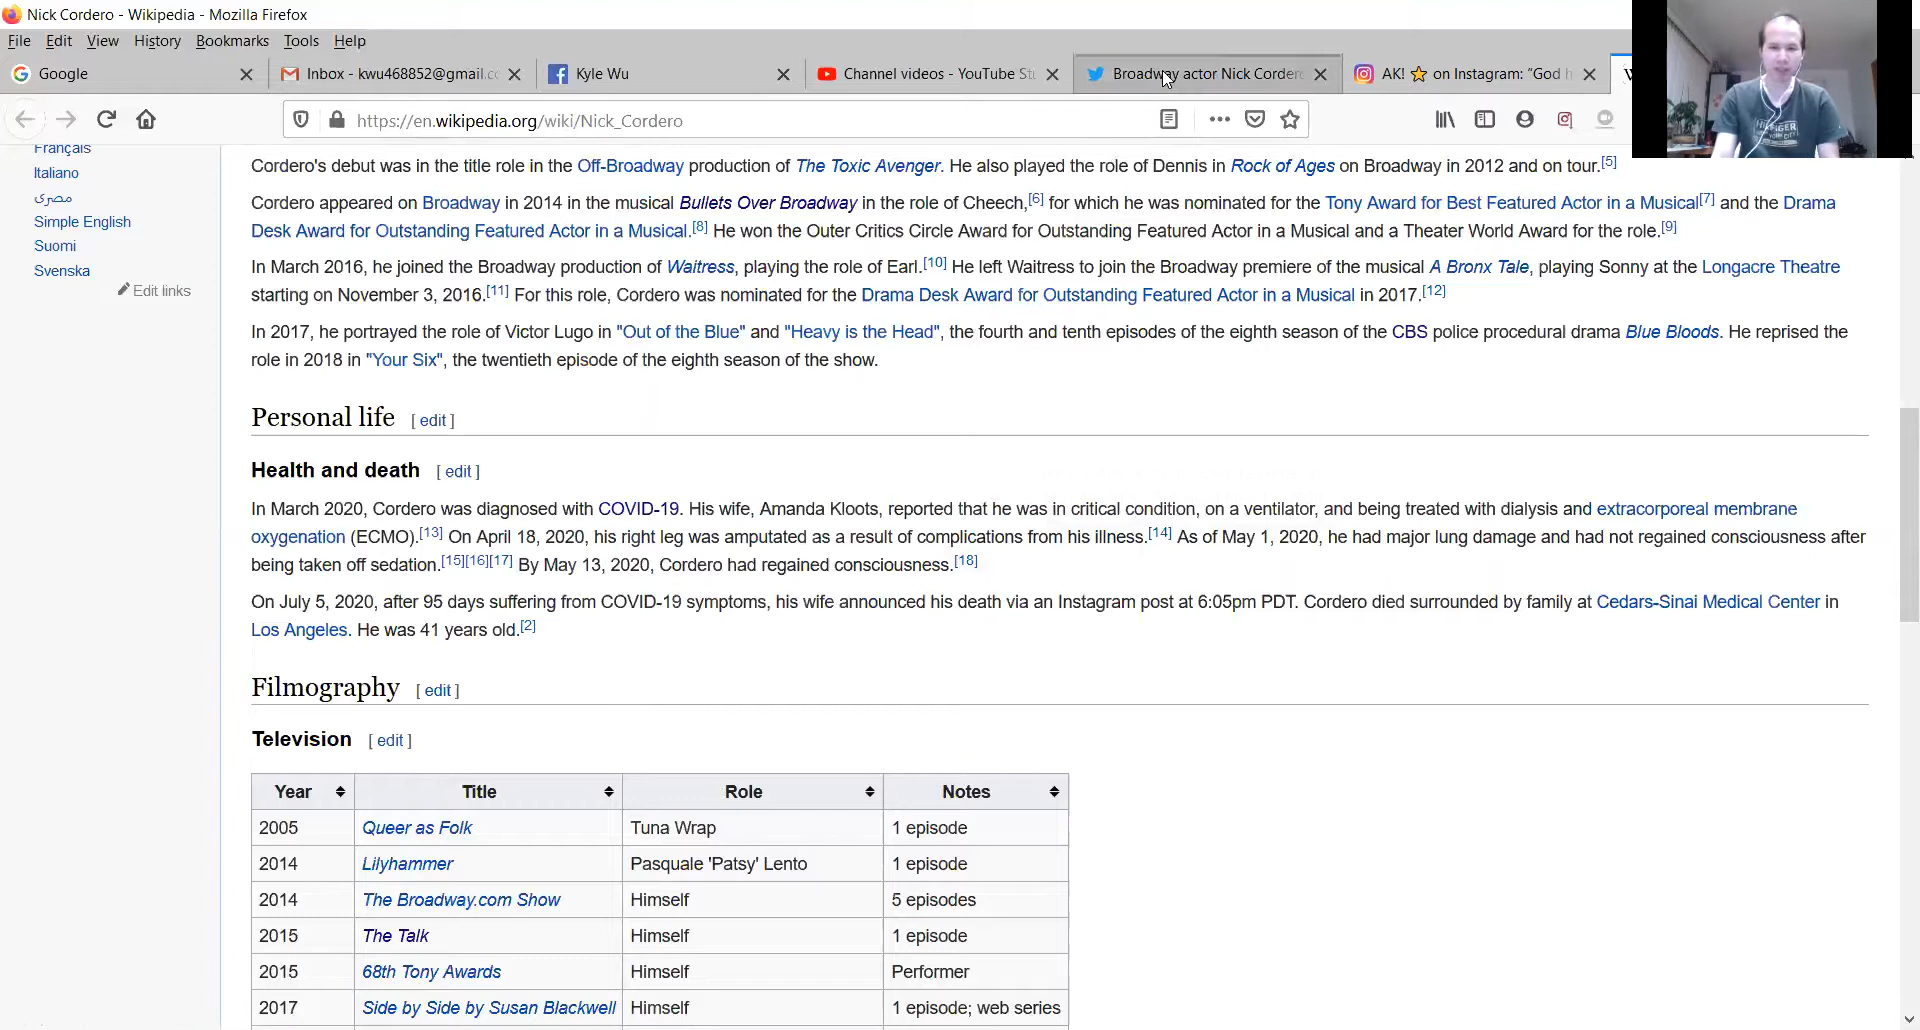 Nick Cordero - Wikipedia - Mozilla Firefox
File Edit View History Bookmarks Tools Help
Google
Inbox - kwu468852@gmail.cc
Kyle Wu
Channel videos - YouTube Stu
Broadway actor Nick Cordero
AK! ⭐ on Instagram: “God h
W
https://en.wikipedia.org/wiki/Nick_Cordero
HILFIGER
Français
Italiano
مصرى
Simple English
Suomi
Svenska
Edit links
Cordero's debut was in the title role in the Off-Broadway production of The Toxic Avenger. He also played the role of Dennis in Rock of Ages on Broadway in 2012 and on tour.[5]
Cordero appeared on Broadway in 2014 in the musical Bullets Over Broadway in the role of Cheech,[6] for which he was nominated for the Tony Award for Best Featured Actor in a Musical[7] and the Drama
Desk Award for Outstanding Featured Actor in a Musical.[8] He won the Outer Critics Circle Award for Outstanding Featured Actor in a Musical and a Theater World Award for the role.[9]
In March 2016, he joined the Broadway production of Waitress, playing the role of Earl.[10] He left Waitress to join the Broadway premiere of the musical A Bronx Tale, playing Sonny at the Longacre Theatre
starting on November 3, 2016.[11] For this role, Cordero was nominated for the Drama Desk Award for Outstanding Featured Actor in a Musical in 2017.[12]
In 2017, he portrayed the role of Victor Lugo in "Out of the Blue" and "Heavy is the Head", the fourth and tenth episodes of the eighth season of the CBS police procedural drama Blue Bloods. He reprised the
role in 2018 in "Your Six", the twentieth episode of the eighth season of the show.
Personal life [ edit ]
Health and death [ edit ]
In March 2020, Cordero was diagnosed with COVID-19. His wife, Amanda Kloots, reported that he was in critical condition, on a ventilator, and being treated with dialysis and extracorporeal membrane
oxygenation (ECMO).[13] On April 18, 2020, his right leg was amputated as a result of complications from his illness.[14] As of May 1, 2020, he had major lung damage and had not regained consciousness after
being taken off sedation.[15][16][17] By May 13, 2020, Cordero had regained consciousness.[18]
On July 5, 2020, after 95 days suffering from COVID-19 symptoms, his wife announced his death via an Instagram post at 6:05pm PDT. Cordero died surrounded by family at Cedars-Sinai Medical Center in
Los Angeles. He was 41 years old.[2]
Filmography [ edit ]
Television [ edit ]
Year Title Role Notes
2005 Queer as Folk Tuna Wrap 1 episode
2014 Lilyhammer Pasquale 'Patsy' Lento 1 episode
2014 The Broadway.com Show Himself 5 episodes
2015 The Talk Himself 1 episode
2015 68th Tony Awards Himself Performer
2017 Side by Side by Susan Blackwell Himself 1 episode; web series